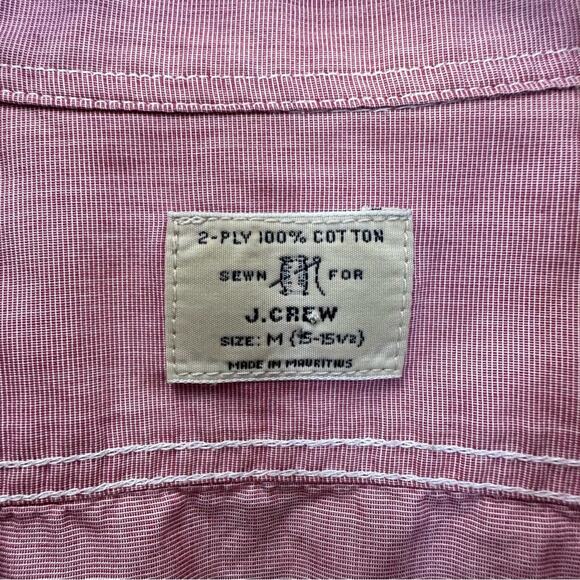 2-PLY 100% COTTON
SEWN FOR
J.CREW
SIZE: M {15-15 1/2}
MADE IN MAURITIUS